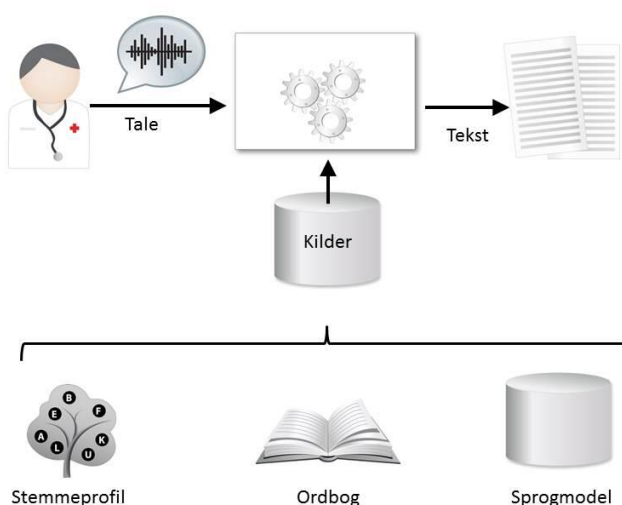 Tale
Tekst
Kilder
B
E
F
A
L
U
K
Stemmeprofil
Ordbog
Sprogmodel